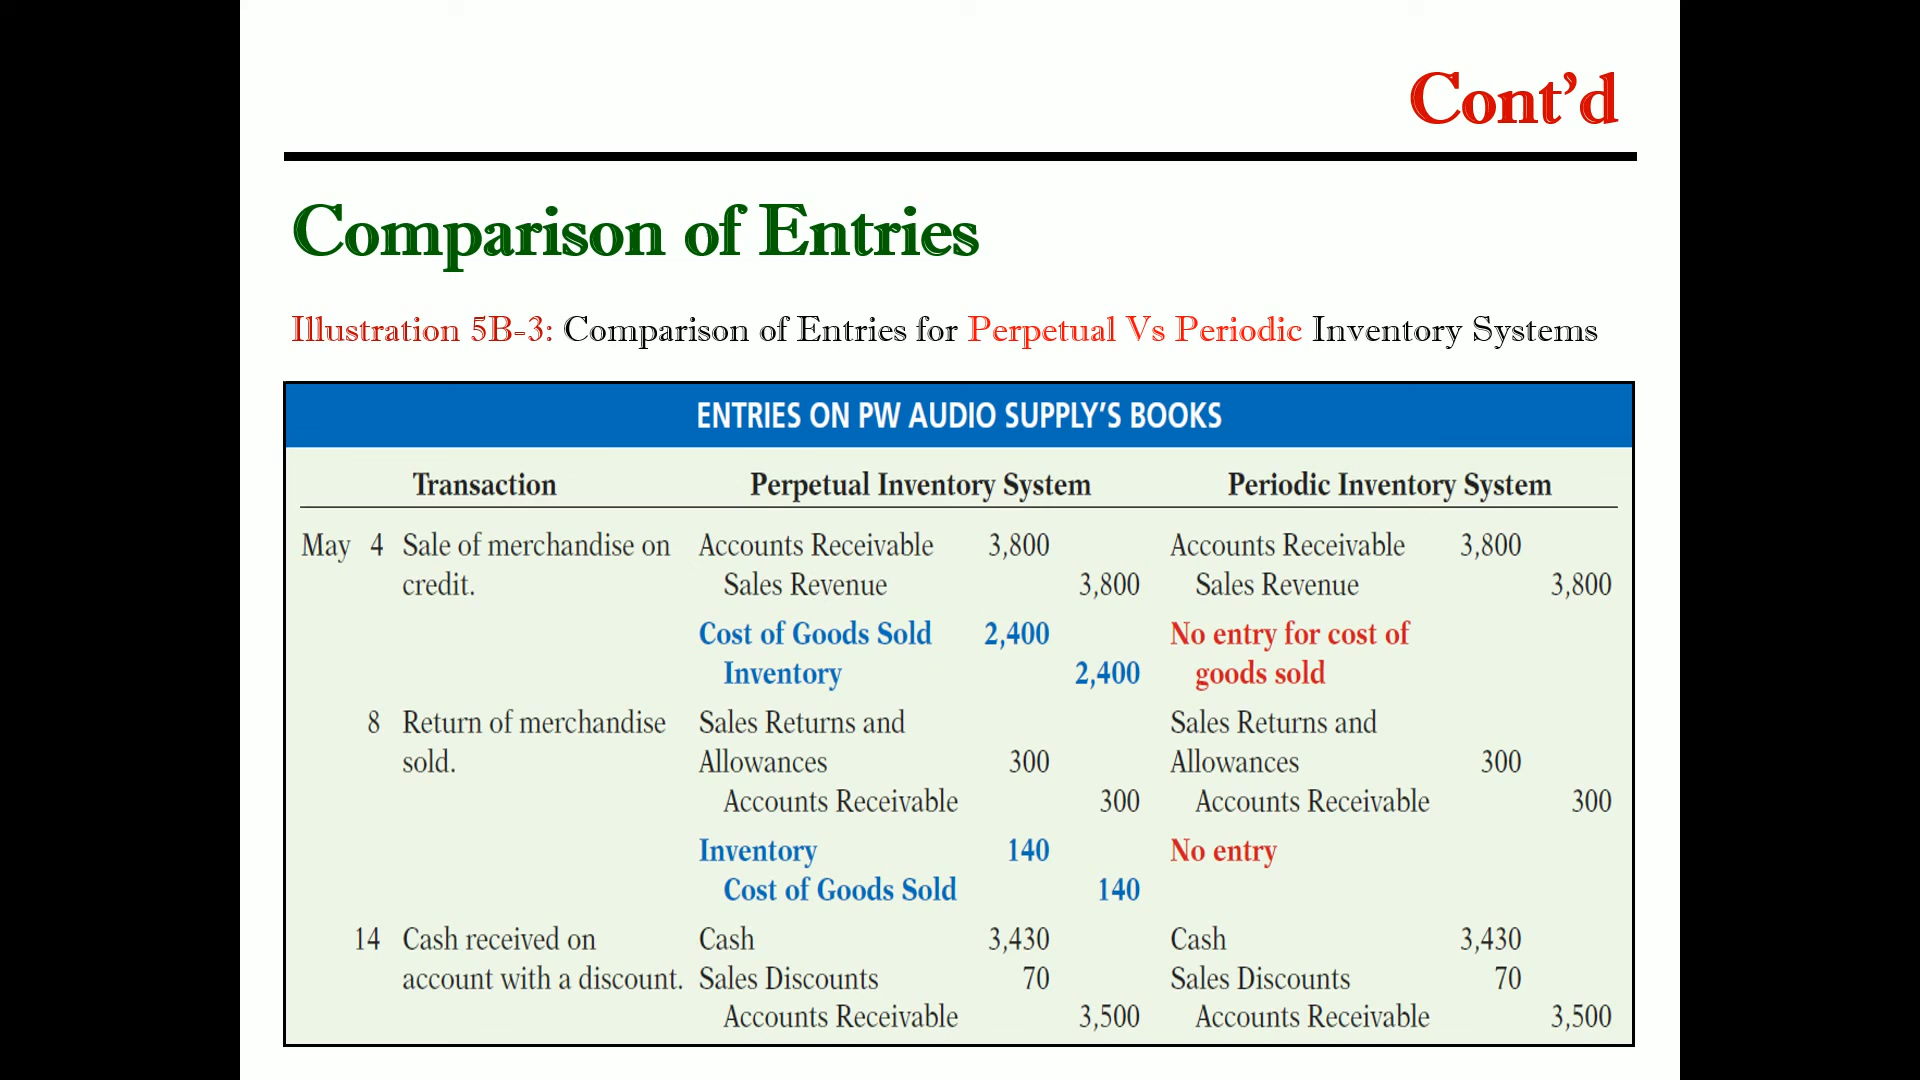 Cont’d
Comparison of Entries
Illustration 5B-3: Comparison of Entries for Perpetual Vs Periodic Inventory Systems
ENTRIES ON PW AUDIO SUPPLY’S BOOKS
Transaction Perpetual Inventory System Periodic Inventory System
May 4 Sale of merchandise on Accounts Receivable 3,800 Accounts Receivable 3,800
credit. Sales Revenue 3,800 Sales Revenue 3,800
Cost of Goods Sold 2,400 No entry for cost of
Inventory 2,400 goods sold
8 Return of merchandise Sales Returns and Sales Returns and
sold. Allowances 300 Allowances 300
Accounts Receivable 300 Accounts Receivable 300
Inventory 140 No entry
Cost of Goods Sold 140
14 Cash received on Cash 3,430 Cash 3,430
account with a discount. Sales Discounts 70 Sales Discounts 70
Accounts Receivable 3,500 Accounts Receivable 3,500